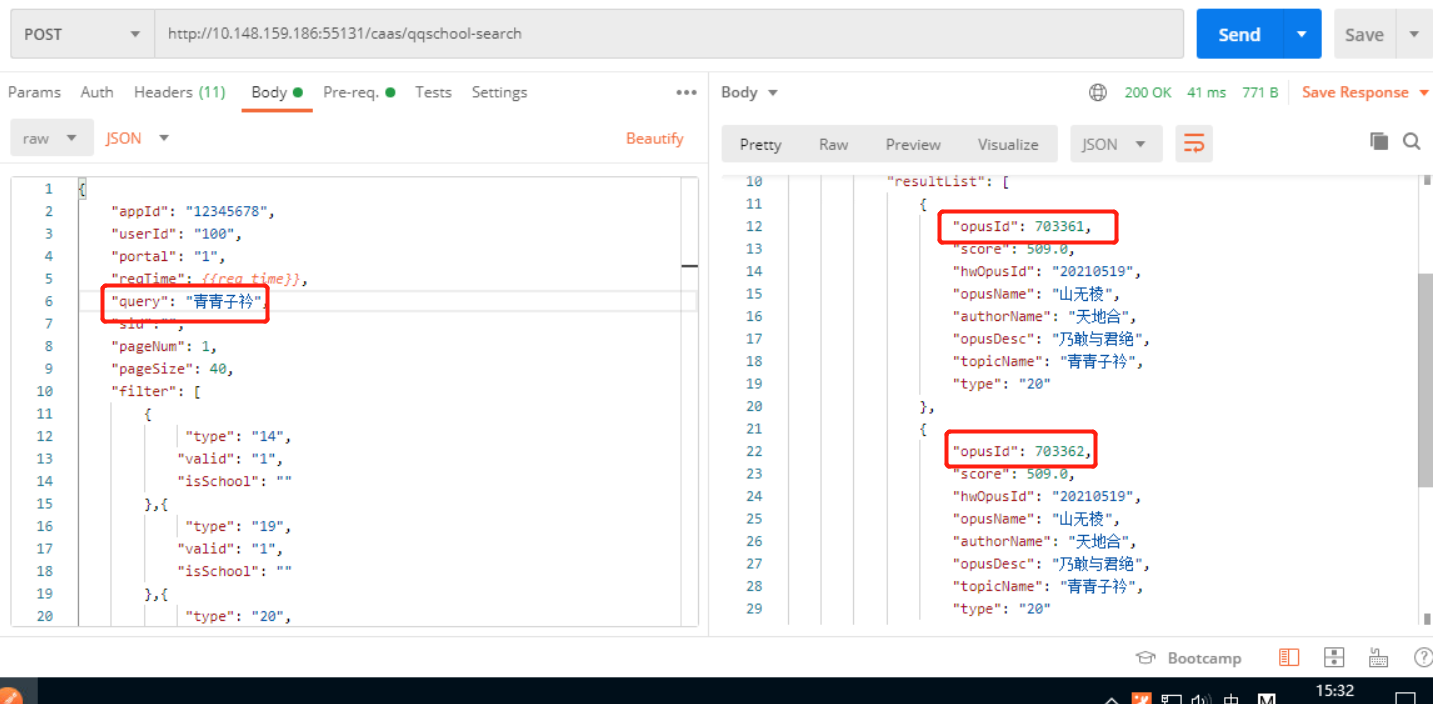 POST
http://10.148.159.186:55131/caas/qqschool-search
Send
Save
Params Auth Headers (11) Body Pre-req. Tests Settings
raw JSON Beautify
1 {
2 "appId": "12345678",
3 "userId": "100",
4 "portal": "1",
5 "reqTime": {{req_time}},
6 "query": "青青子衿",
7 "sid":"",
8 "pageNum": 1,
9 "pageSize": 40,
10 "filter": [
11 {
12 "type": "14",
13 "valid": "1",
14 "isSchool": ""
15 },{
16 "type": "19",
17 "valid": "1",
18 "isSchool": ""
19 },{
20 "type": "20",
Body 200 OK 41 ms 771 B Save Response
Pretty Raw Preview Visualize JSON
10 "resultList": [
11 {
12 "opusId": 703361,
13 "score": 509.0,
14 "hwOpusId": "20210519",
15 "opusName": "山无棱",
16 "authorName": "天地合",
17 "opusDesc": "乃敢与君绝",
18 "topicName": "青青子衿",
19 "type": "20"
20 },
21 {
22 "opusId": 703362,
23 "score": 509.0,
24 "hwOpusId": "20210519",
25 "opusName": "山无棱",
26 "authorName": "天地合",
27 "opusDesc": "乃敢与君绝",
28 "topicName": "青青子衿",
29 "type": "20"
Bootcamp
中 M 15:32